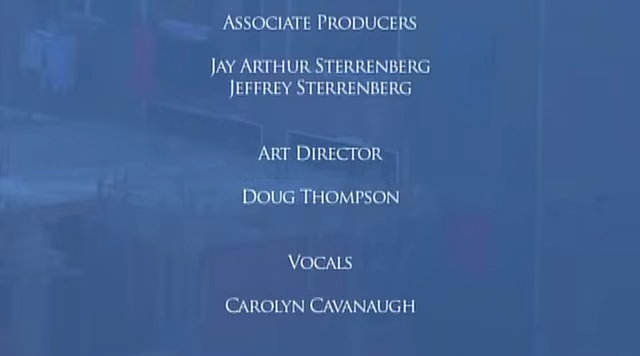 Associate Producers
Jay Arthur Sterrenberg
Jeffrey Sterrenberg
Art Director
Doug Thompson
Vocals
Carolyn Cavanaugh